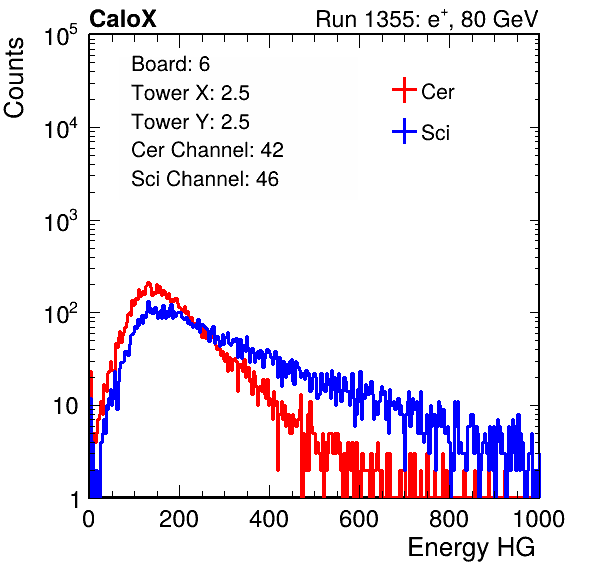 CaloX Run 1355: e⁺, 80 GeV
Counts
10⁵
10⁴
10³
10²
10
1
Board: 6
Tower X: 2.5
Tower Y: 2.5
Cer Channel: 42
Sci Channel: 46
Cer
Sci
0 200 400 600 800 1000
Energy HG